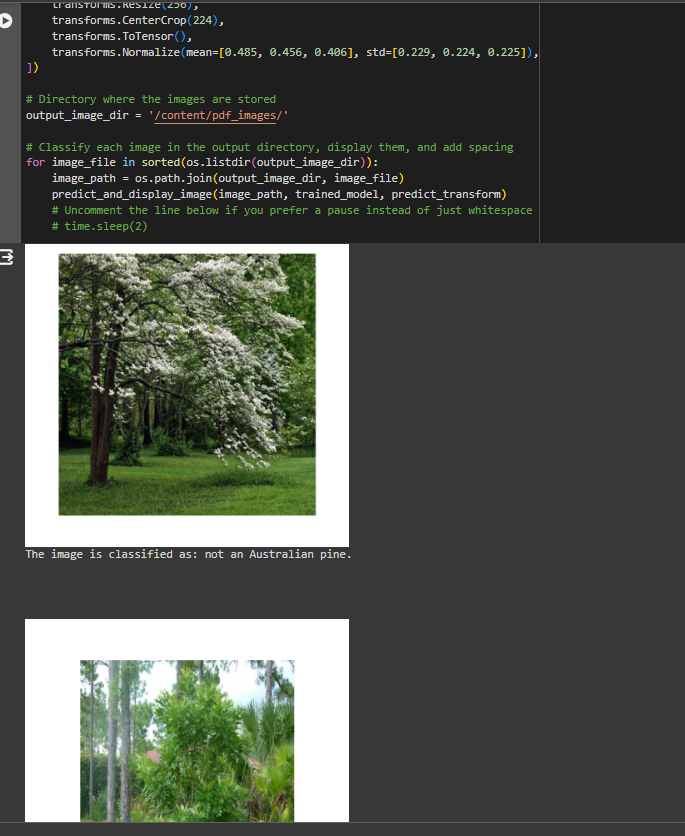 transforms.Resize(256),
transforms.CenterCrop(224),
transforms.ToTensor(),
transforms.Normalize(mean=[0.485, 0.456, 0.406], std=[0.229, 0.224, 0.225]),
])
# Directory where the images are stored
output_image_dir = '/content/pdf_images/'
# Classify each image in the output directory, display them, and add spacing
for image_file in sorted(os.listdir(output_image_dir)):
image_path = os.path.join(output_image_dir, image_file)
predict_and_display_image(image_path, trained_model, predict_transform)
# Uncomment the line below if you prefer a pause instead of just whitespace
# time.sleep(2)
The image is classified as: not an Australian pine.